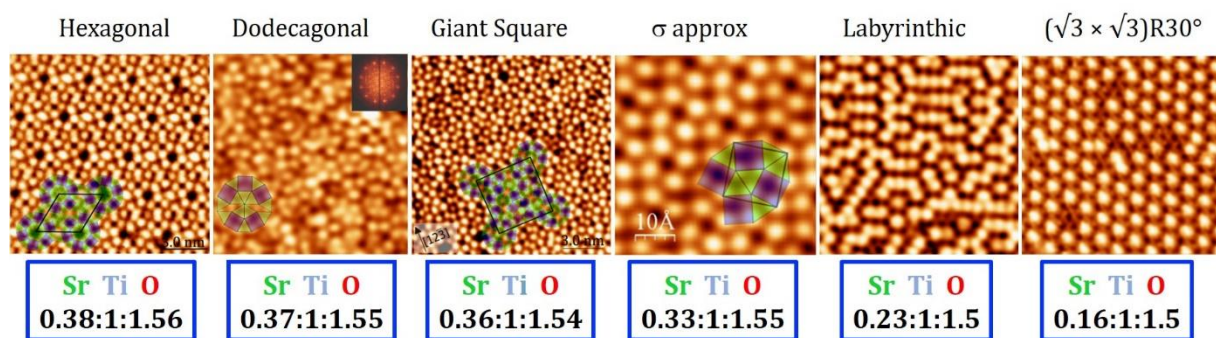 Hexagonal Dodecagonal Giant Square σ approx Labyrinthic (√3 × √3)R30°
3.0 nm
[123]
3.0 nm
10Å
Sr Ti O Sr Ti O Sr Ti O Sr Ti O Sr Ti O Sr Ti O
0.38:1:1.56 0.37:1:1.55 0.36:1:1.54 0.33:1:1.55 0.23:1:1.5 0.16:1:1.5